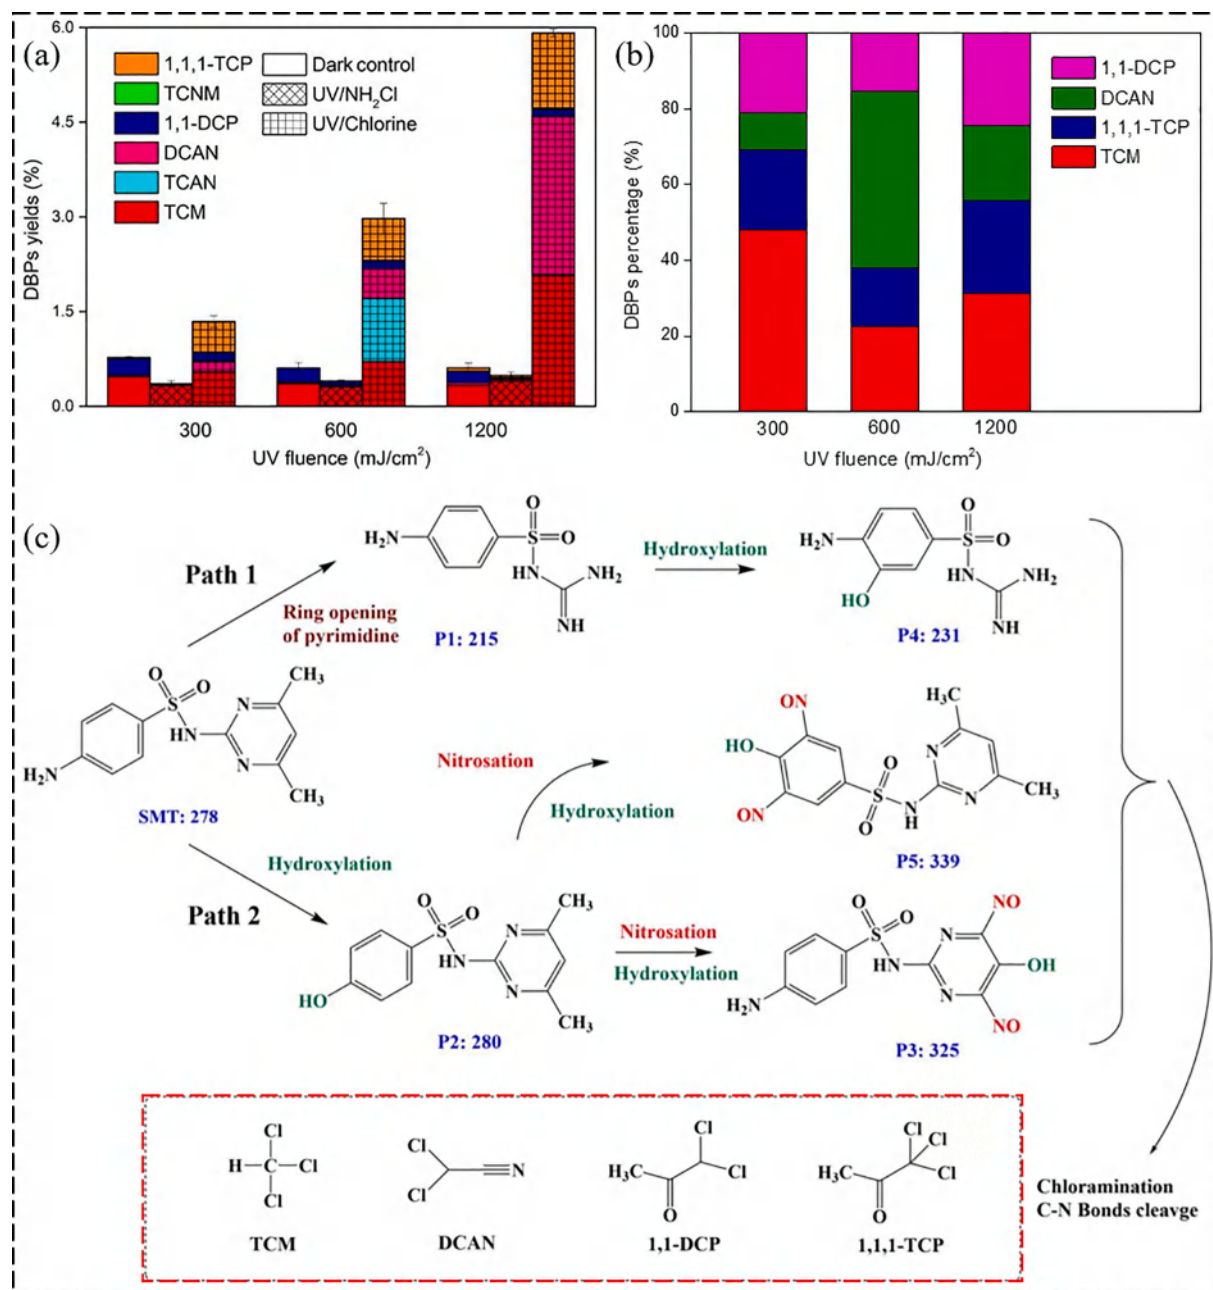 (a)
6.0
4.5
3.0
1.5
0.0
DBPs yields (%)
1,1,1-TCP
TCNM
1,1-DCP
DCAN
TCAN
TCM
Dark control
UV/NH2Cl
UV/Chlorine
300 600 1200
UV fluence (mJ/cm2)
(b)
100
80
60
40
20
0
DBPs percentage (%)
1,1-DCP
DCAN
1,1,1-TCP
TCM
300 600 1200
UV fluence (mJ/cm2)
(c)
Path 1
Ring opening
of pyrimidine
H2N
O
S=O
HN
NH2
NH
P1: 215
Hydroxylation
H2N
HO
O
S=O
HN
NH2
NH
P4: 231
O
O
S
HN
N
N
CH3
CH3
H2N
SMT: 278
Nitrosation
Hydroxylation
ON
HO
ON
O
S
O
N
H
N
N
H3C
CH3
P5: 339
Hydroxylation
Path 2
O
O
S
HN
N
N
CH3
CH3
HO
P2: 280
Nitrosation
Hydroxylation
O
O
S
HN
N
N
NO
OH
NO
H2N
P3: 325
Cl
H C Cl
Cl
TCM
Cl
Cl
N
DCAN
Cl
H3C
Cl
O
1,1-DCP
Cl
Cl
H3C
Cl
O
1,1,1-TCP
Chloramination
C-N Bonds cleavge